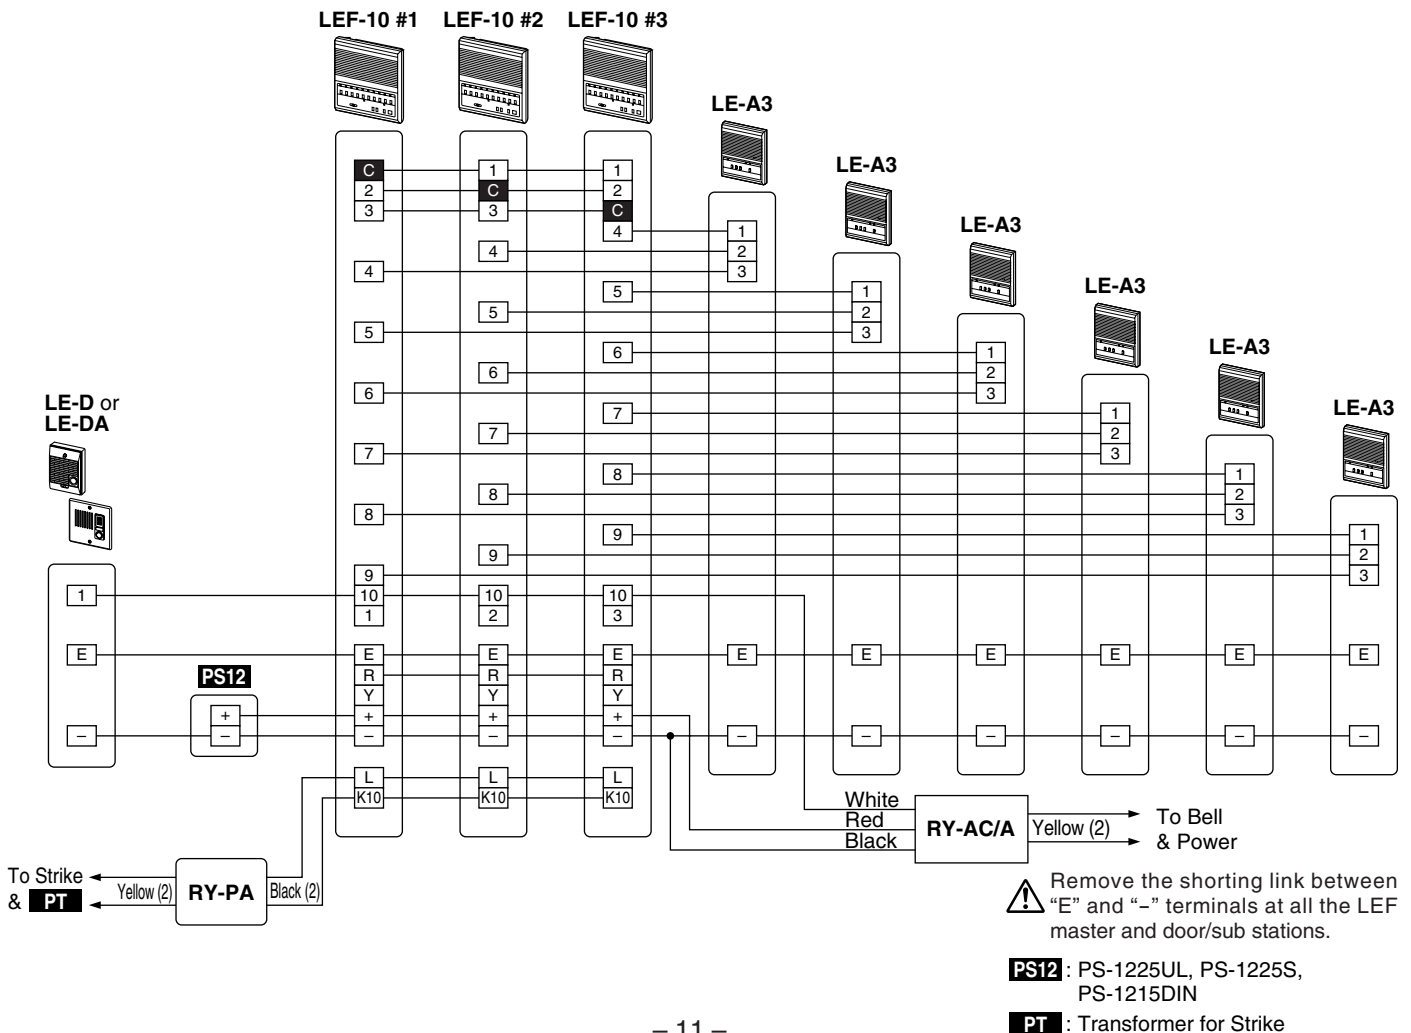 LEF-10 #1 LEF-10 #2 LEF-10 #3
LE-A3
LE-A3
LE-A3
LE-A3
LE-A3
LE-A3
LE-D or
LE-DA
C 1 1
2 C 2
3 3 C
4 1
4 2
4 3
5 1
5 2
5 3
6 1
6 2
6 3
7 1
7 2
7 3
8 1
8 2
8 3
9 1
9 2
9 3
1 10 10 10
1 2 3
E E E E E E E E E E
PS12
R R R
Y Y Y
+ + + +
– – – – – – – – – – –
L L L
K10 K10 K10
White
Red
Black
RY-AC/A
Yellow (2)
To Bell
& Power
To Strike
& PT
Yellow (2)
RY-PA
Black (2)
Remove the shorting link between
“E” and “–” terminals at all the LEF
master and door/sub stations.
PS12 : PS-1225UL, PS-1225S,
PS-1215DIN
PT : Transformer for Strike
– 11 –